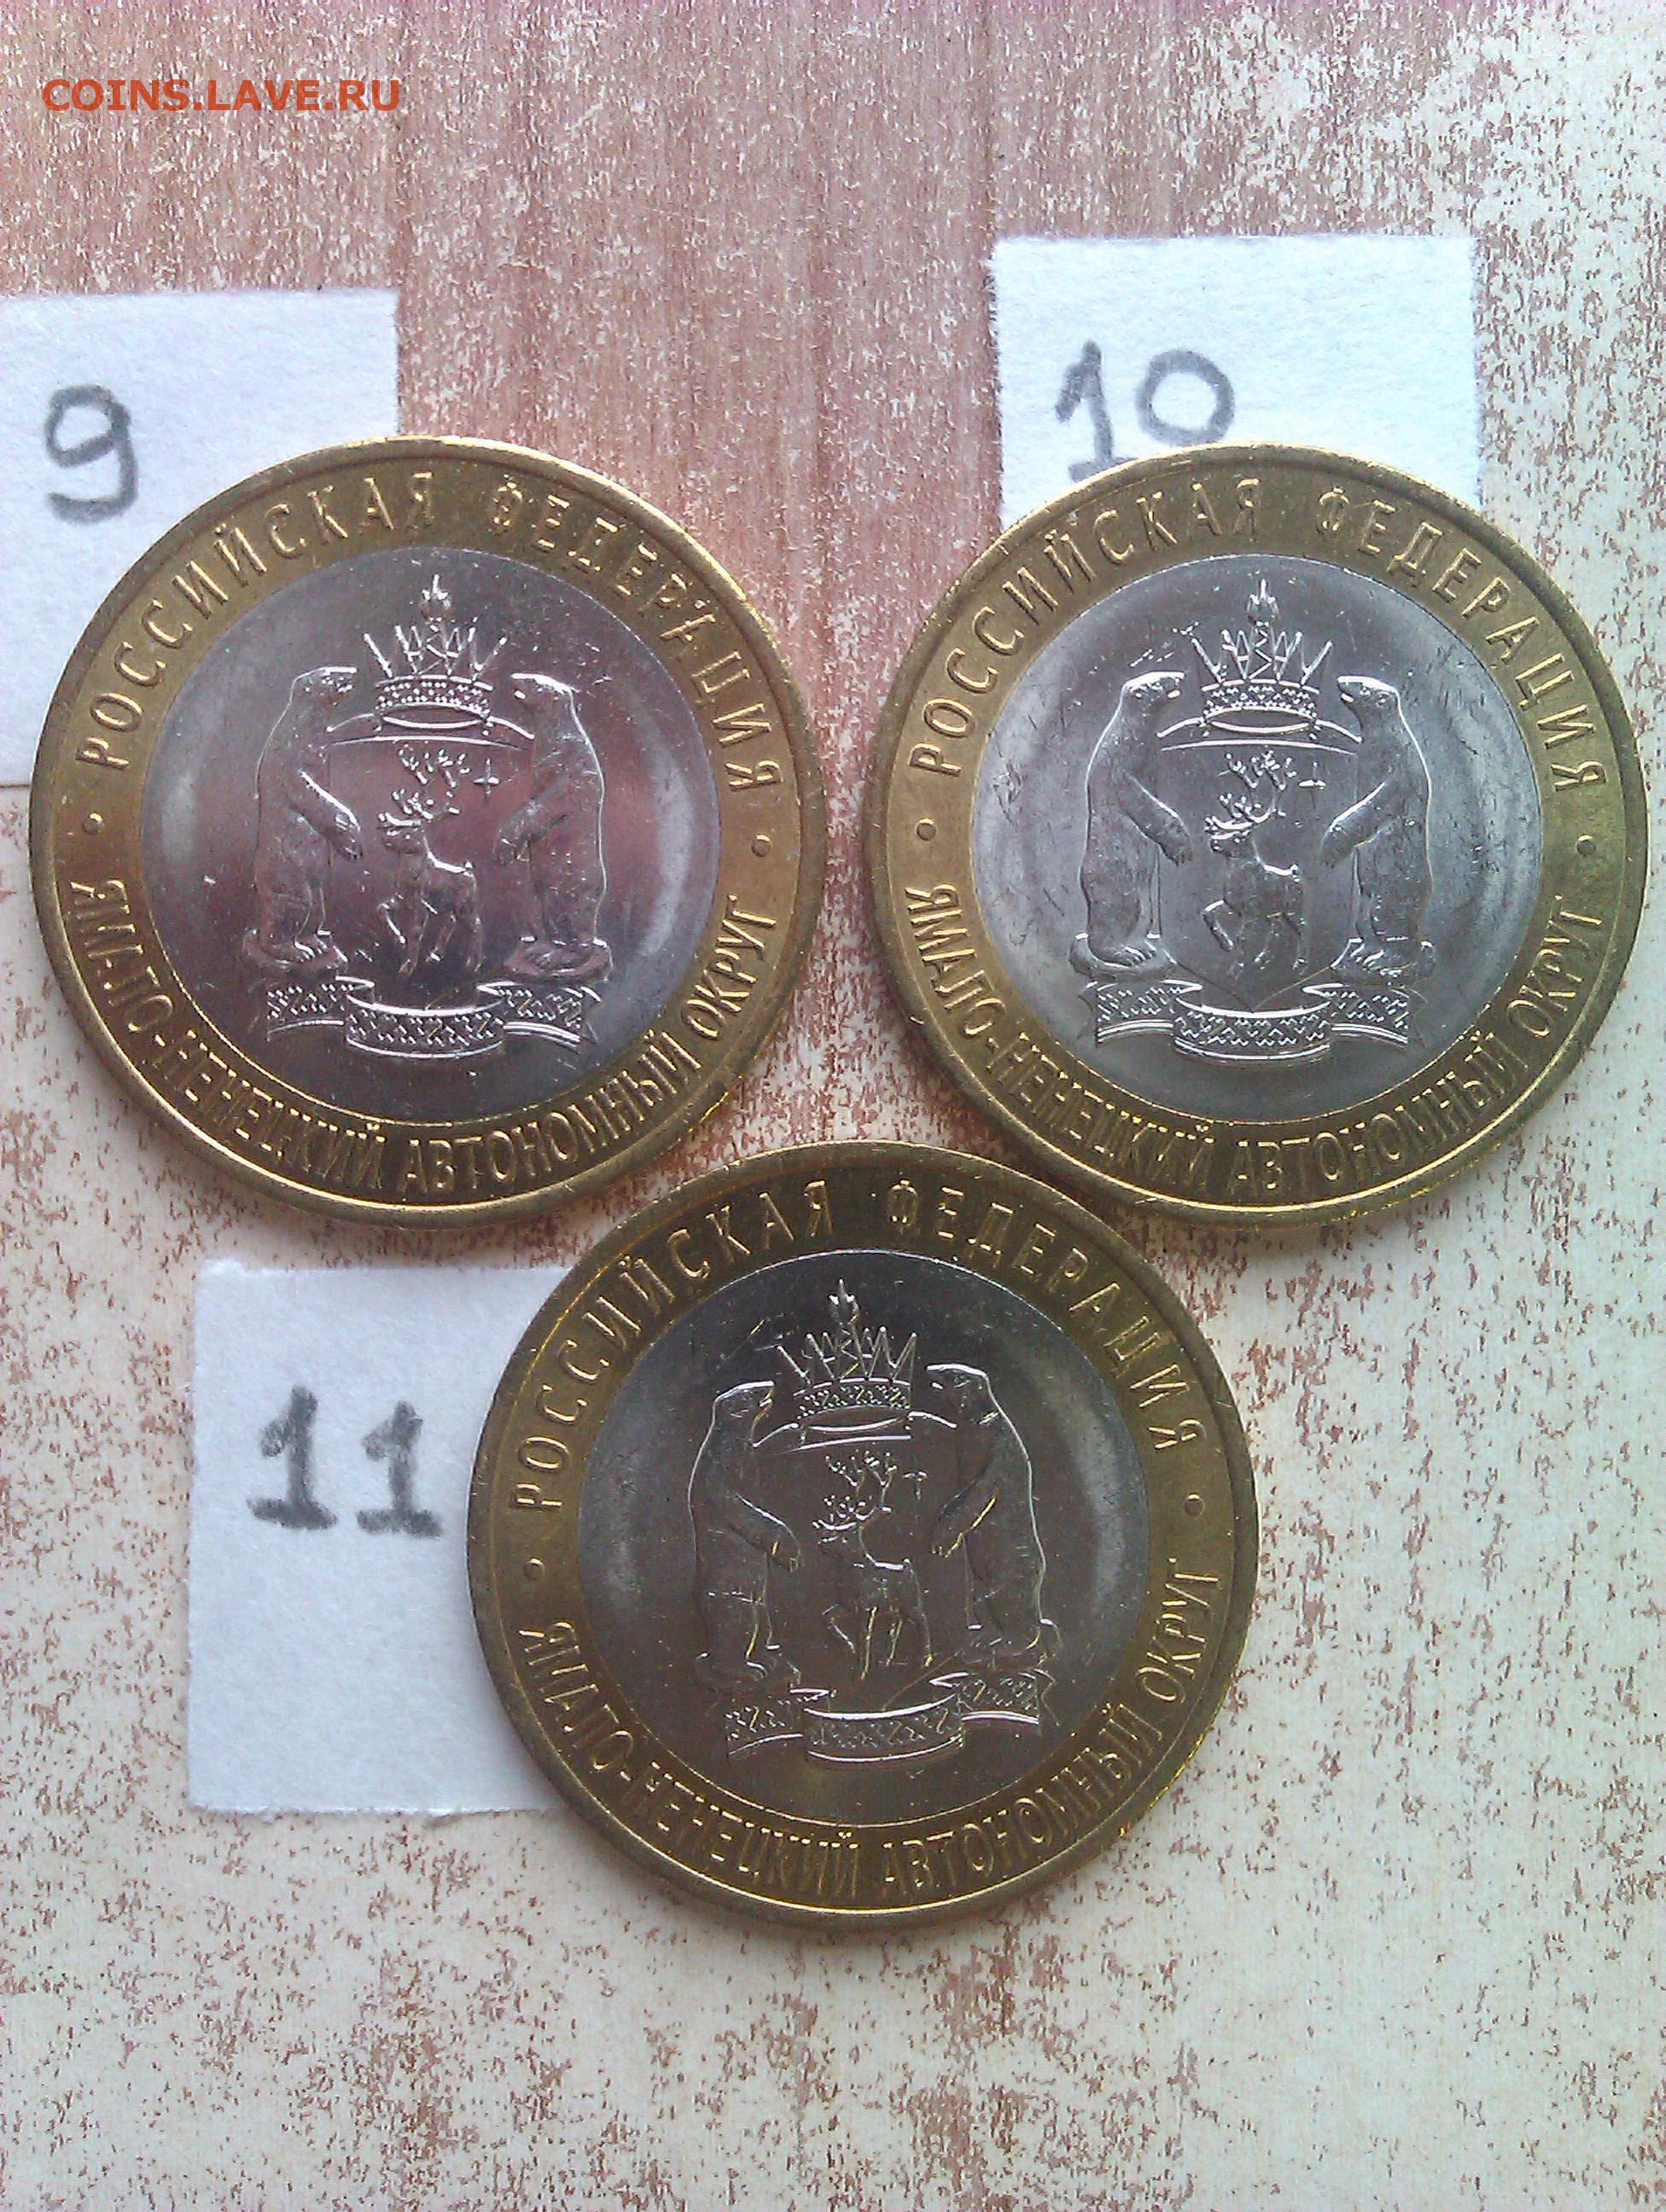 COINS.LAVE.RU
9
10
РОССИЙСКАЯ ФЕДЕРАЦИЯ
ЯМАЛО-НЕНЕЦКИЙ АВТОНОМНЫЙ ОКРУГ
РОССИЙСКАЯ ФЕДЕРАЦИЯ
ЯМАЛО-НЕНЕЦКИЙ АВТОНОМНЫЙ ОКРУГ
11
РОССИЙСКАЯ ФЕДЕРАЦИЯ
ЯМАЛО-НЕНЕЦКИЙ АВТОНОМНЫЙ ОКРУГ